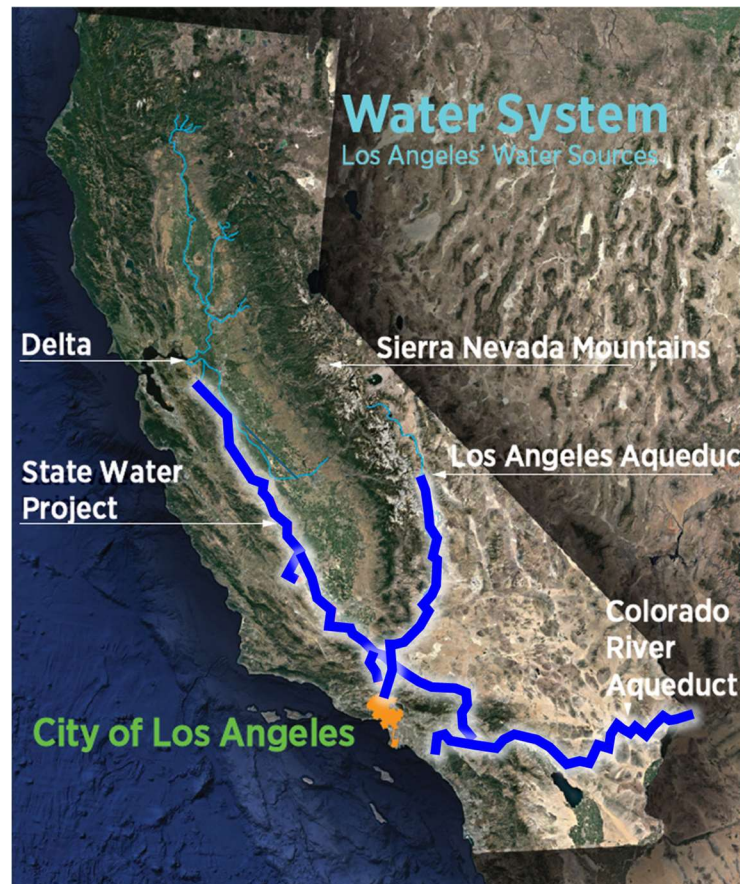 Water System
Los Angeles' Water Sources
Delta
Sierra Nevada Mountains
Los Angeles Aqueduc
State Water
Project
Colorado
River
Aqueduct
City of Los Angeles